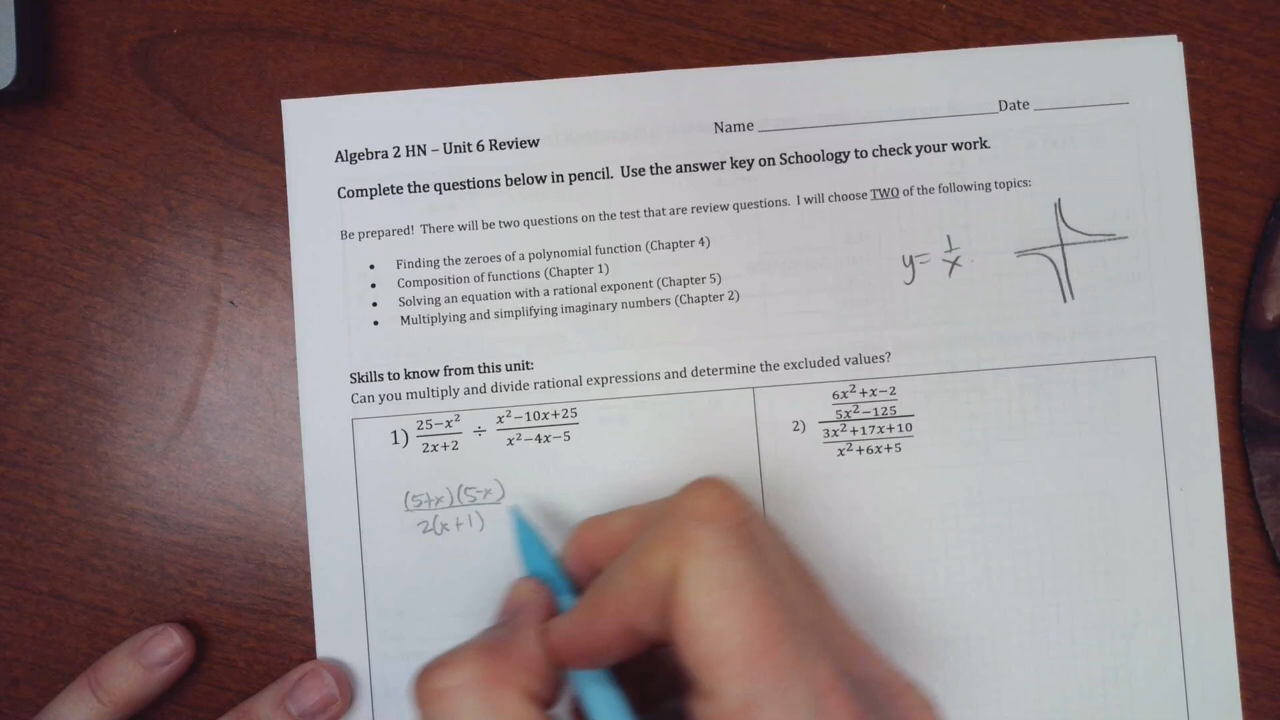 Name ____________ Date ____________
Algebra 2 HN – Unit 6 Review
Complete the questions below in pencil. Use the answer key on Schoology to check your work.
Be prepared! There will be two questions on the test that are review questions. I will choose TWO of the following topics:
• Finding the zeroes of a polynomial function (Chapter 4)
• Composition of functions (Chapter 1)
• Solving an equation with a rational exponent (Chapter 5)
• Multiplying and simplifying imaginary numbers (Chapter 2)
y= 1/x
Skills to know from this unit:
Can you multiply and divide rational expressions and determine the excluded values?
1) 25−x² / 2x+2 ÷ x²−10x+25 / x²−4x−5
(5+x)(5-x)
2(x+1)
2)
6x²+x−2
5x²−125
3x²+17x+10
x²+6x+5